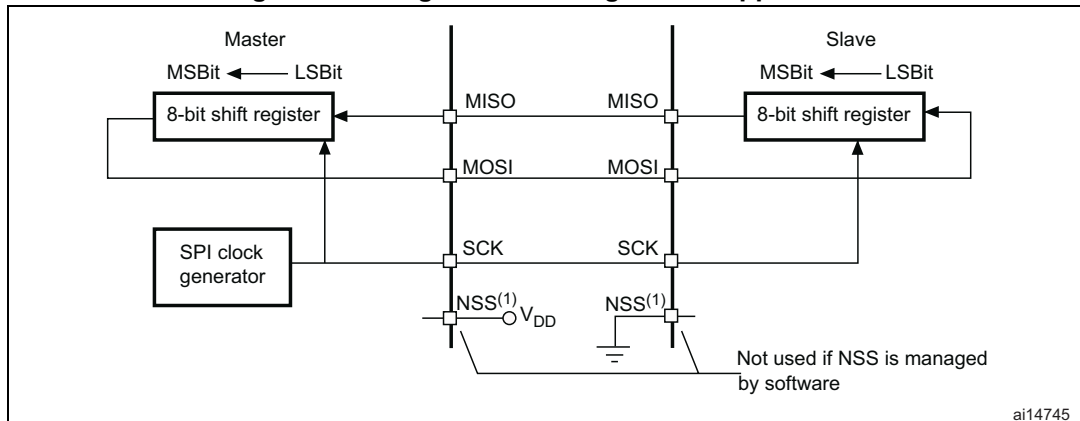 Master
Slave
MSBit LSBit
MSBit LSBit
8-bit shift register
MISO
MISO
8-bit shift register
MOSI
MOSI
SPI clock
generator
SCK
SCK
NSS(1)
VDD
NSS(1)
Not used if NSS is managed
by software
ai14745